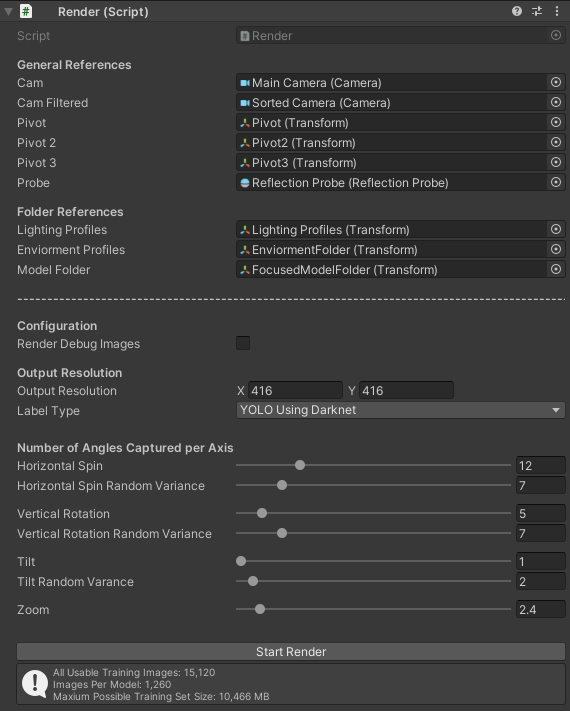 Render (Script)
Script Render
General References
Cam Main Camera (Camera)
Cam Filtered Sorted Camera (Camera)
Pivot Pivot (Transform)
Pivot 2 Pivot2 (Transform)
Pivot 3 Pivot3 (Transform)
Probe Reflection Probe (Reflection Probe)
Folder References
Lighting Profiles Lighting Profiles (Transform)
Enviorment Profiles EnviormentFolder (Transform)
Model Folder FocusedModelFolder (Transform)
Configuration
Render Debug Images
Output Resolution
Output Resolution X 416 Y 416
Label Type YOLO Using Darknet
Number of Angles Captured per Axis
Horizontal Spin 12
Horizontal Spin Random Variance 7
Vertical Rotation 5
Vertical Rotation Random Variance 7
Tilt 1
Tilt Random Varance 2
Zoom 2.4
Start Render
All Usable Training Images: 15,120
Images Per Model: 1,260
Maxium Possible Training Set Size: 10,466 MB